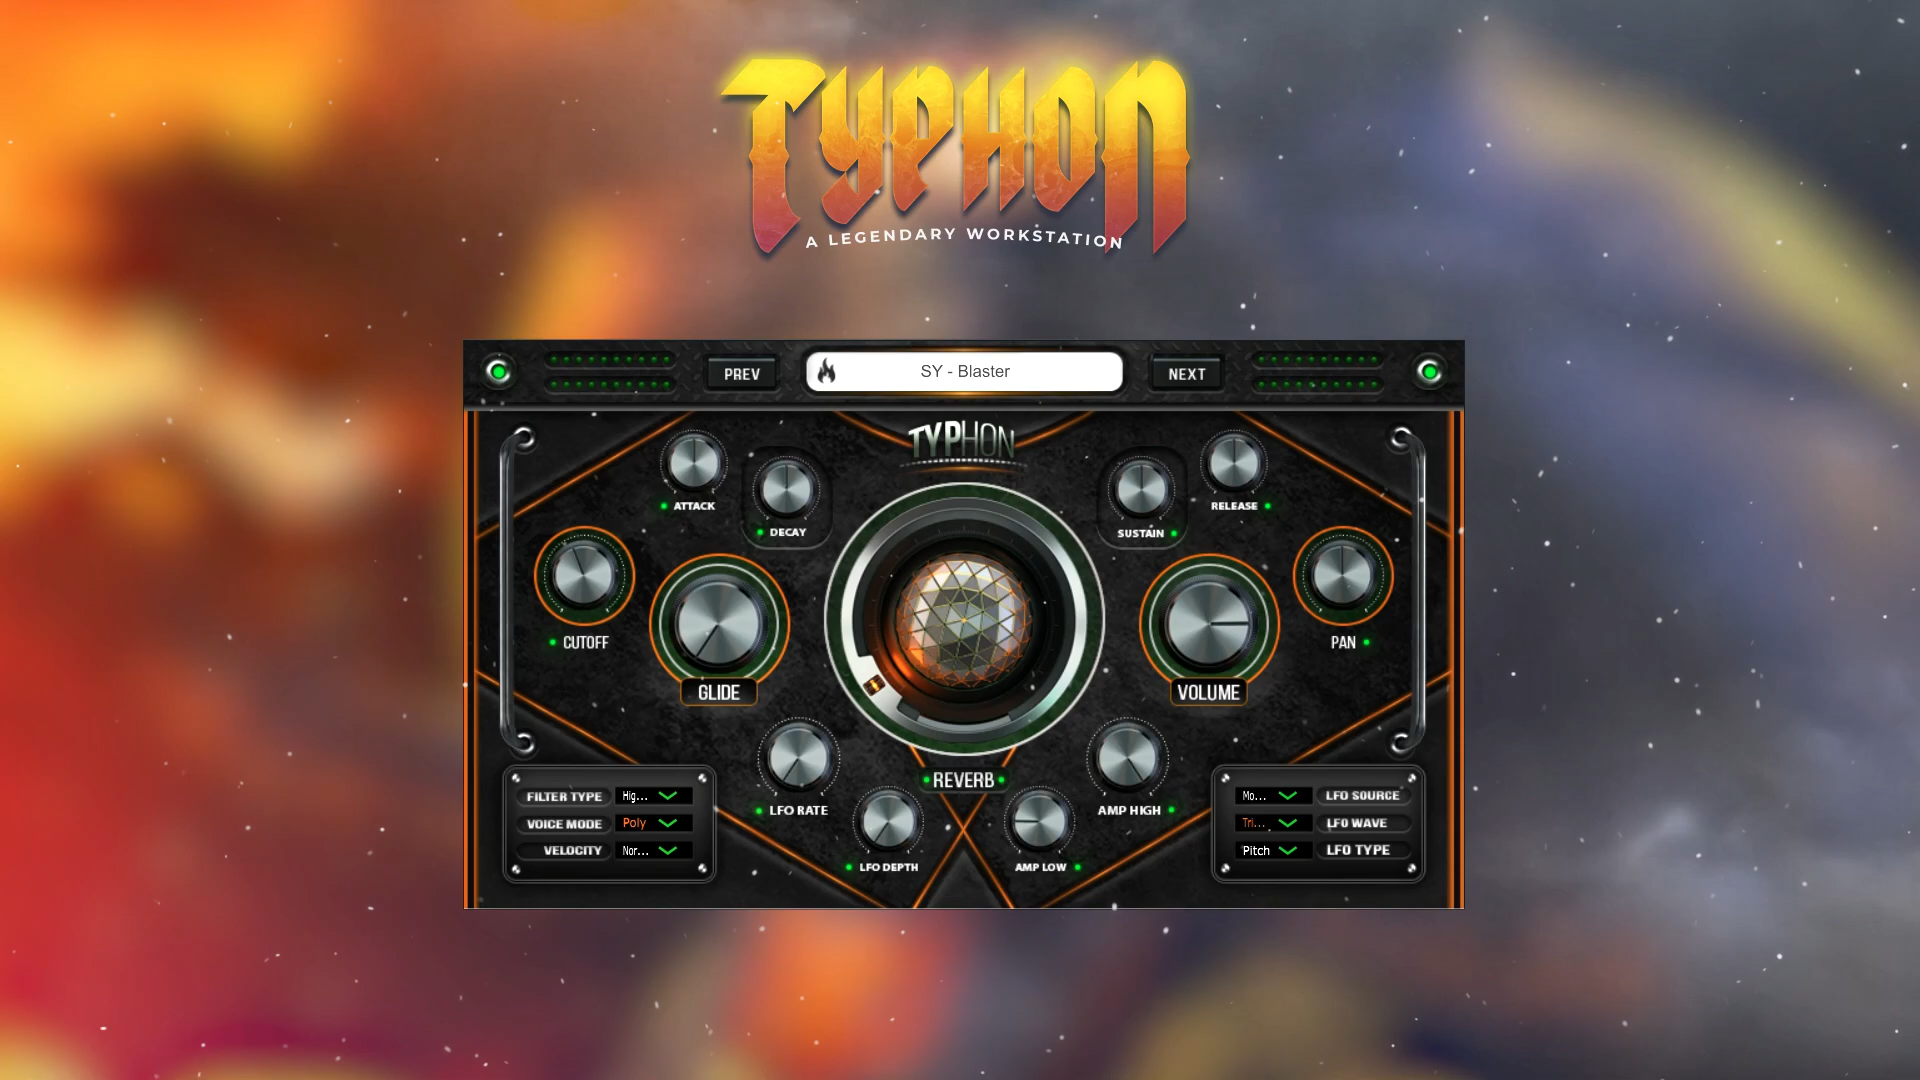 TYPHON
A LEGENDARY WORKSTATION
PREV
SY - Blaster
NEXT
TYPHON
ATTACK
DECAY
SUSTAIN
RELEASE
CUTOFF
GLIDE
VOLUME
PAN
REVERB
LFO RATE
LFO DEPTH
AMP LOW
AMP HIGH
FILTER TYPE Hig...
VOICE MODE Poly
VELOCITY Nor...
Mo... LFO SOURCE
Tri... LFO WAVE
Pitch LFO TYPE